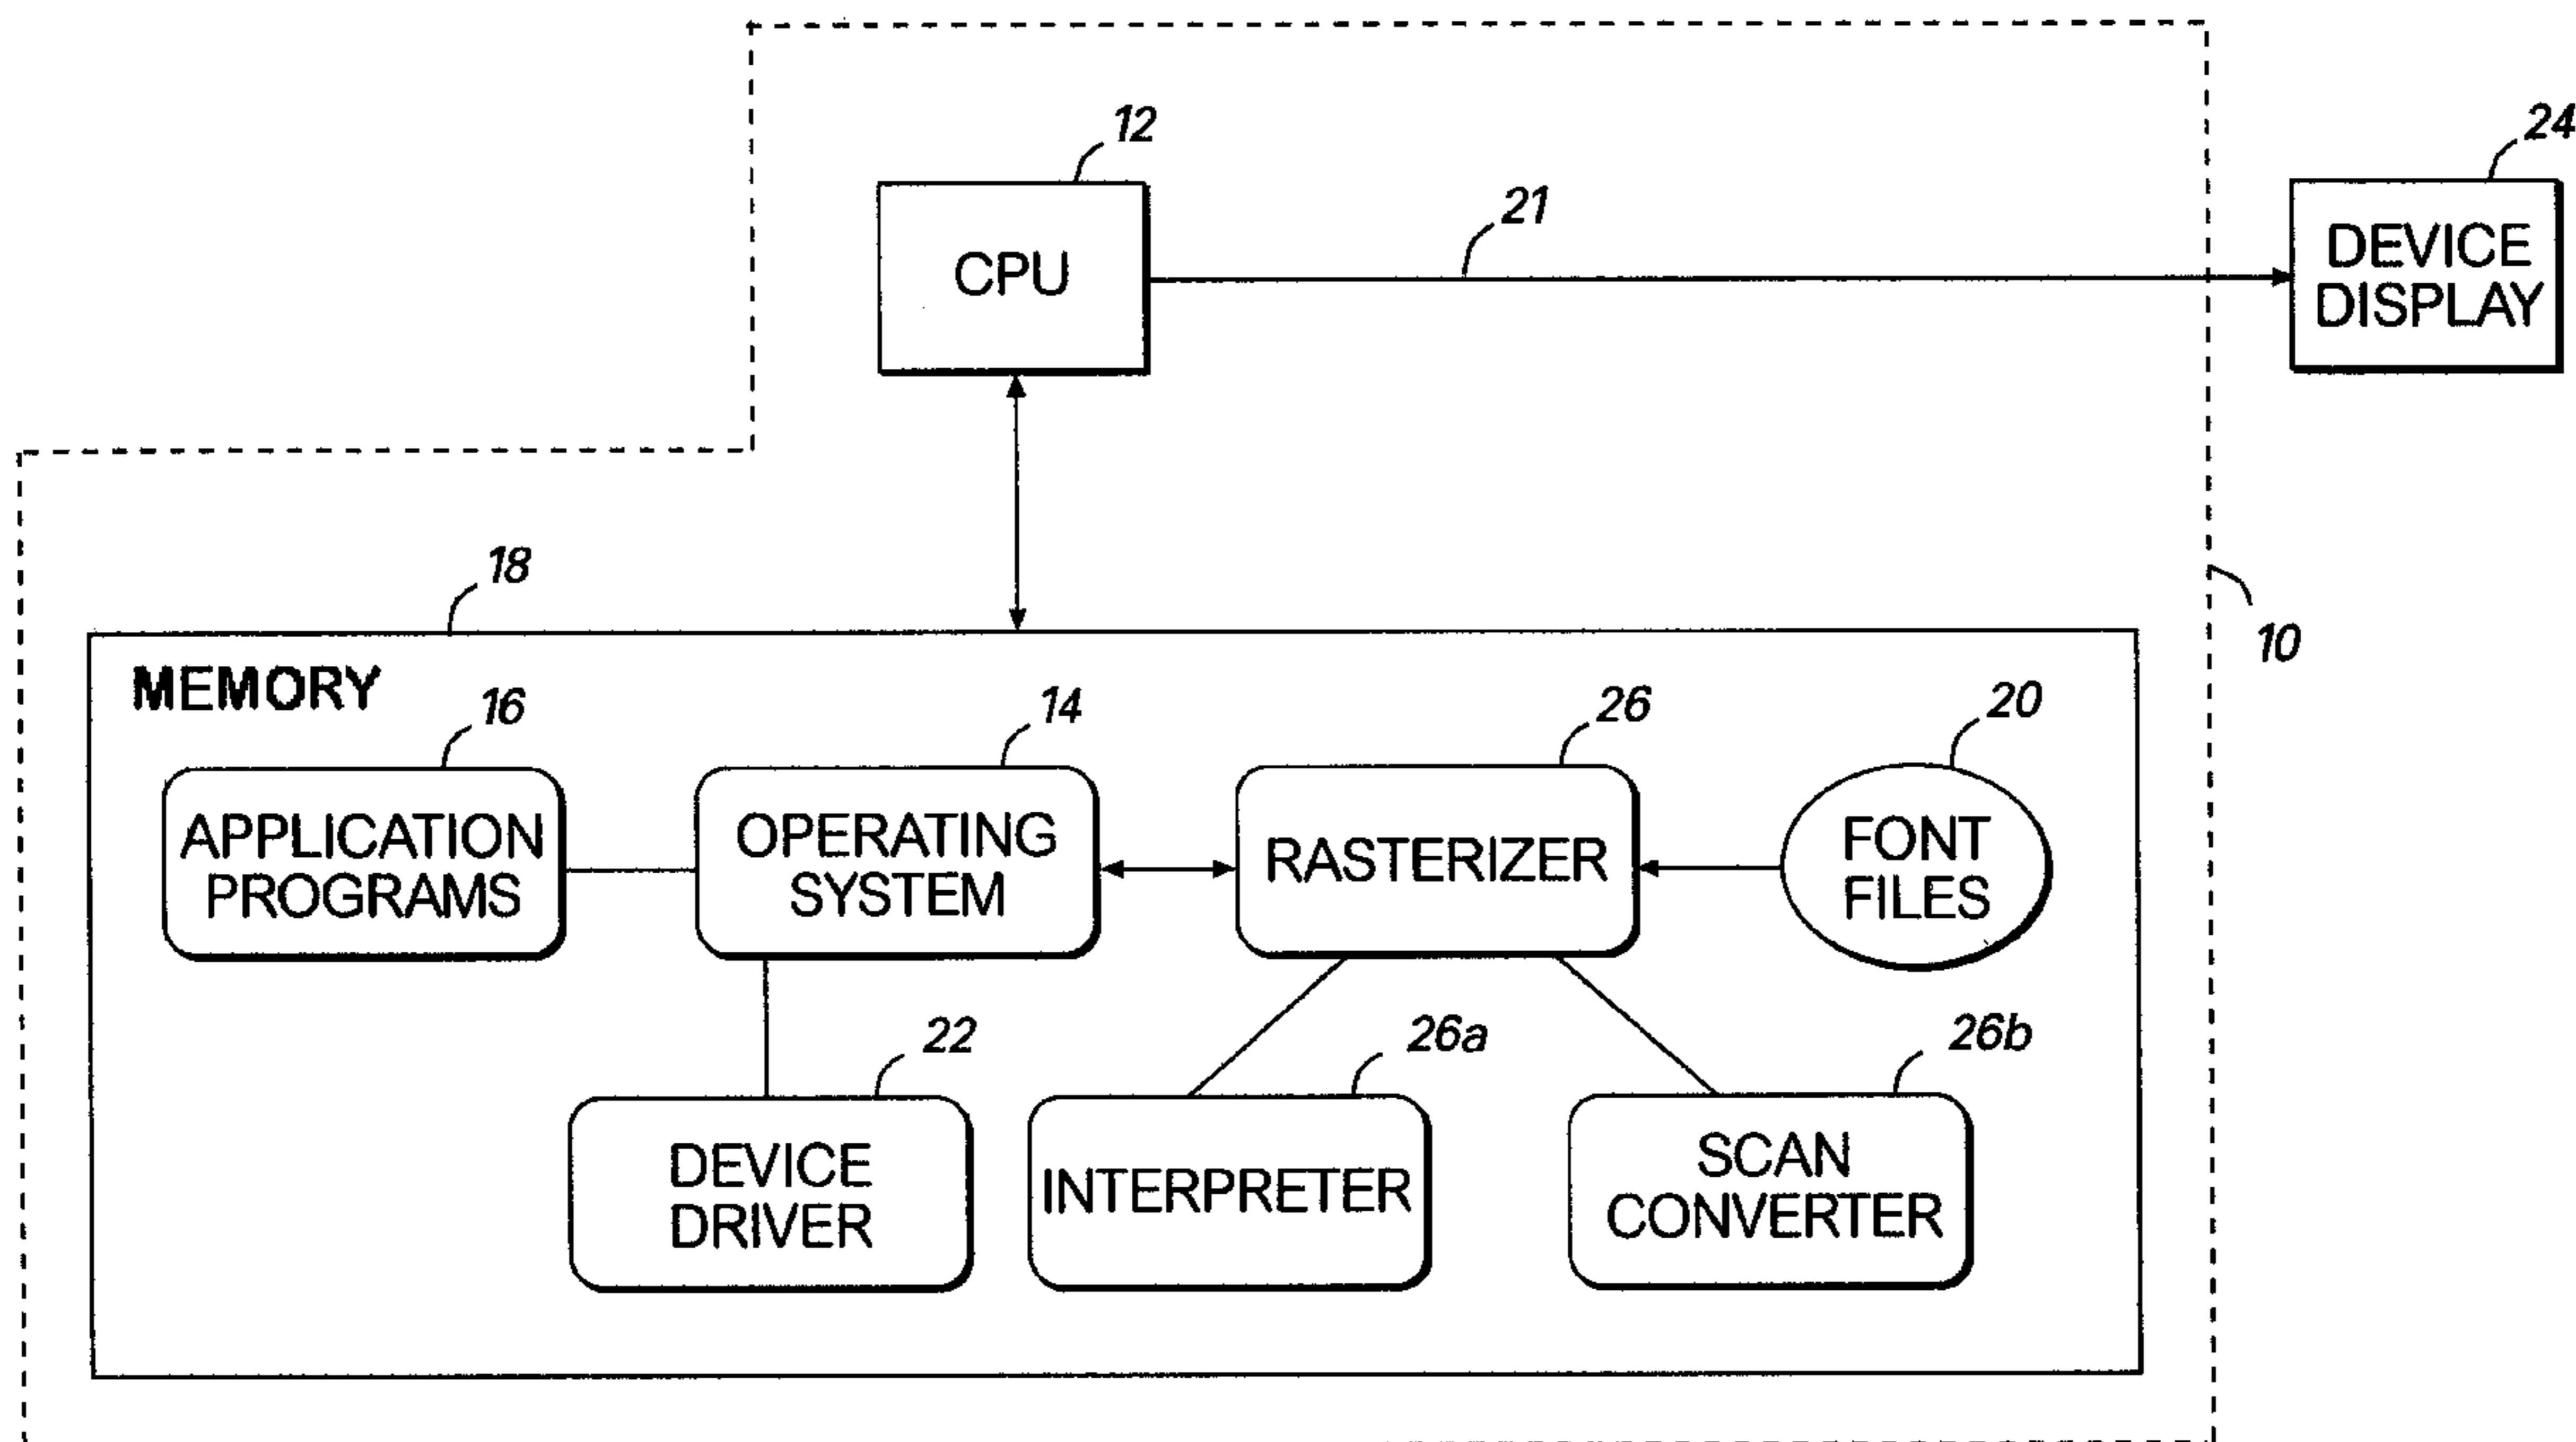 12
24
21
CPU
DEVICE
DISPLAY
18
10
MEMORY
16
14
26
20
APPLICATION
PROGRAMS
OPERATING
SYSTEM
RASTERIZER
FONT
FILES
22
26a
26b
DEVICE
DRIVER
INTERPRETER
SCAN
CONVERTER